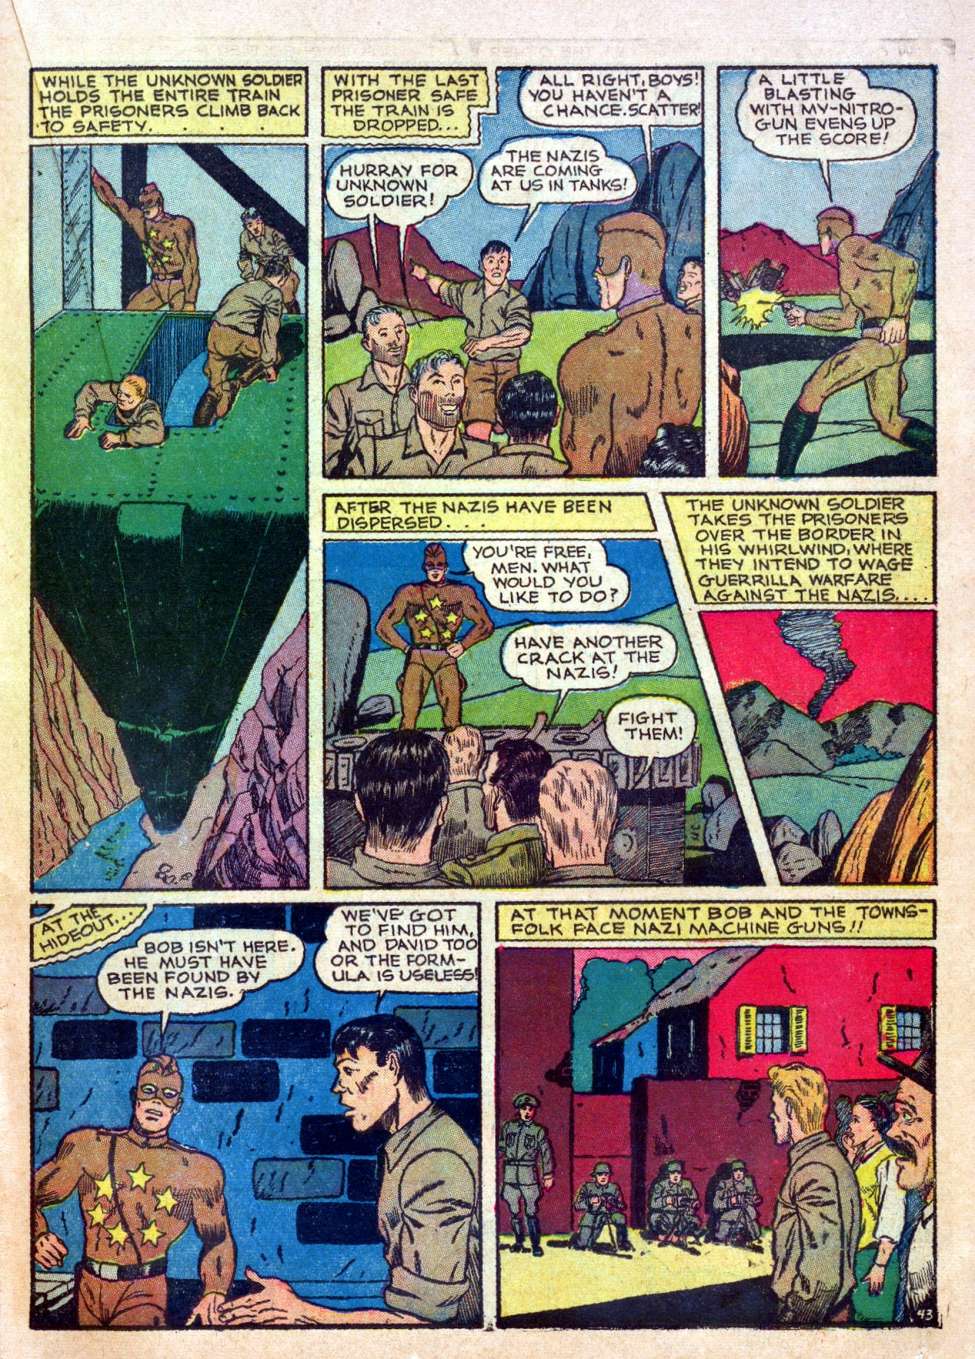 WHILE THE UNKNOWN SOLDIER
HOLDS THE ENTIRE TRAIN
THE PRISONERS CLIMB BACK
TO SAFETY. . . . . .
WITH THE LAST
PRISONER SAFE
THE TRAIN IS
DROPPED...
ALL RIGHT, BOYS!
YOU HAVEN'T A
CHANCE. SCATTER!
HURRAY FOR
UNKNOWN
SOLDIER!
THE NAZIS
ARE COMING
AT US IN TANKS!
A LITTLE
BLASTING
WITH MY-NITRO-
GUN EVENS UP
THE SCORE!
AFTER THE NAZIS HAVE BEEN
DISPERSED. . . .
YOU'RE FREE,
MEN. WHAT
WOULD YOU
LIKE TO DO?
HAVE ANOTHER
CRACK AT THE
NAZIS!
FIGHT
THEM!
THE UNKNOWN SOLDIER
TAKES THE PRISONERS
OVER THE BORDER IN
HIS WHIRLWIND, WHERE
THEY INTEND TO WAGE
GUERRILLA WARFARE
AGAINST THE NAZIS....
AT THE
HIDEOUT...
BOB ISN'T HERE.
HE MUST HAVE
BEEN FOUND BY
THE NAZIS.
WE'VE GOT
TO FIND HIM,
AND DAVID TOO
OR THE FORM-
ULA IS USELESS!
AT THAT MOMENT BOB AND THE TOWNS-
FOLK FACE NAZI MACHINE GUNS!!
43